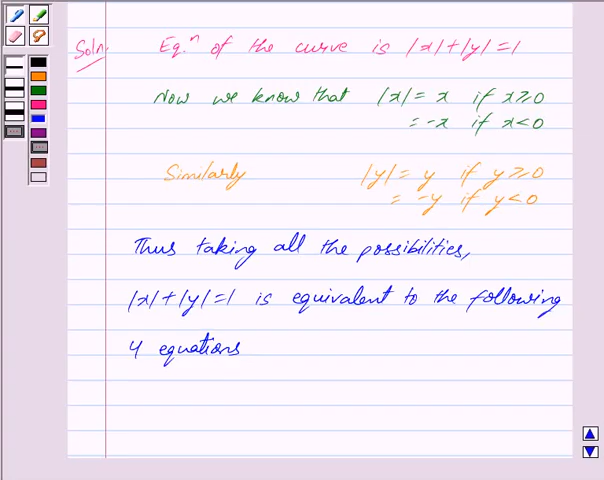 Soln. Eq.ⁿ of the curve is |x|+|y|=1
Now we know that |x| = x if x≥0
= -x if x<0
Similarly |y| = y if y≥0
= -y if y<0
Thus taking all the possibilities,
|x|+|y|=1 is equivalent to the following
4 equations